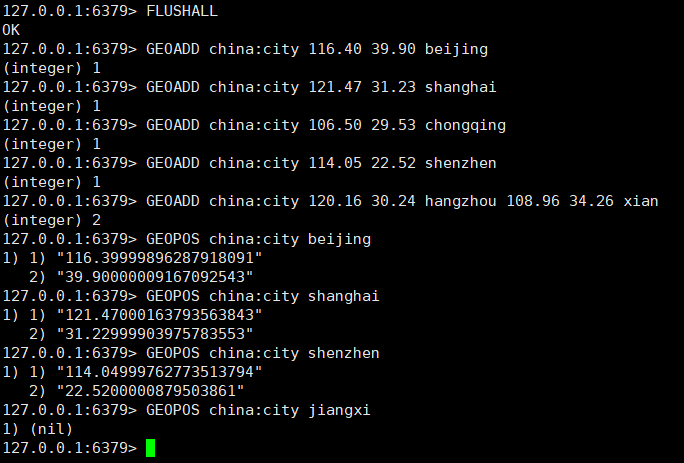 127.0.0.1:6379> FLUSHALL
OK
127.0.0.1:6379> GEOADD china:city 116.40 39.90 beijing
(integer) 1
127.0.0.1:6379> GEOADD china:city 121.47 31.23 shanghai
(integer) 1
127.0.0.1:6379> GEOADD china:city 106.50 29.53 chongqing
(integer) 1
127.0.0.1:6379> GEOADD china:city 114.05 22.52 shenzhen
(integer) 1
127.0.0.1:6379> GEOADD china:city 120.16 30.24 hangzhou 108.96 34.26 xian
(integer) 2
127.0.0.1:6379> GEOPOS china:city beijing
1) 1) "116.39999896287918091"
   2) "39.90000009167092543"
127.0.0.1:6379> GEOPOS china:city shanghai
1) 1) "121.47000163793563843"
   2) "31.22999903975783553"
127.0.0.1:6379> GEOPOS china:city shenzhen
1) 1) "114.04999762773513794"
   2) "22.5200000879503861"
127.0.0.1:6379> GEOPOS china:city jiangxi
1) (nil)
127.0.0.1:6379>